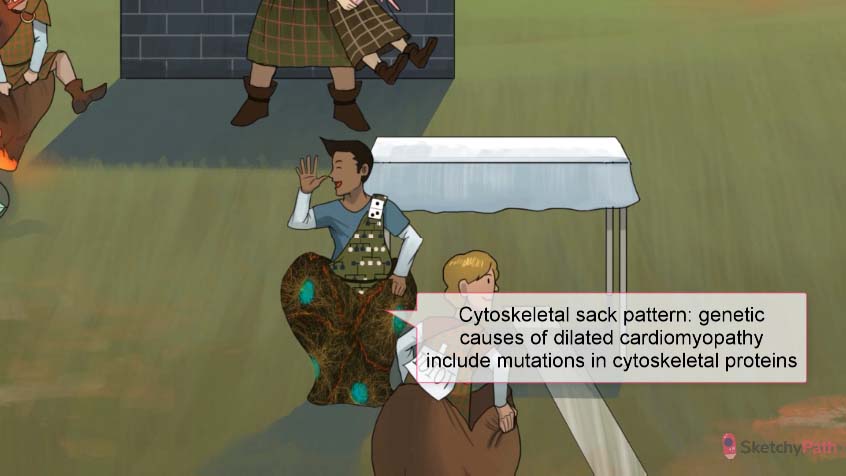 Cytoskeletal sack pattern: genetic
causes of dilated cardiomyopathy
include mutations in cytoskeletal proteins
SketchyPath